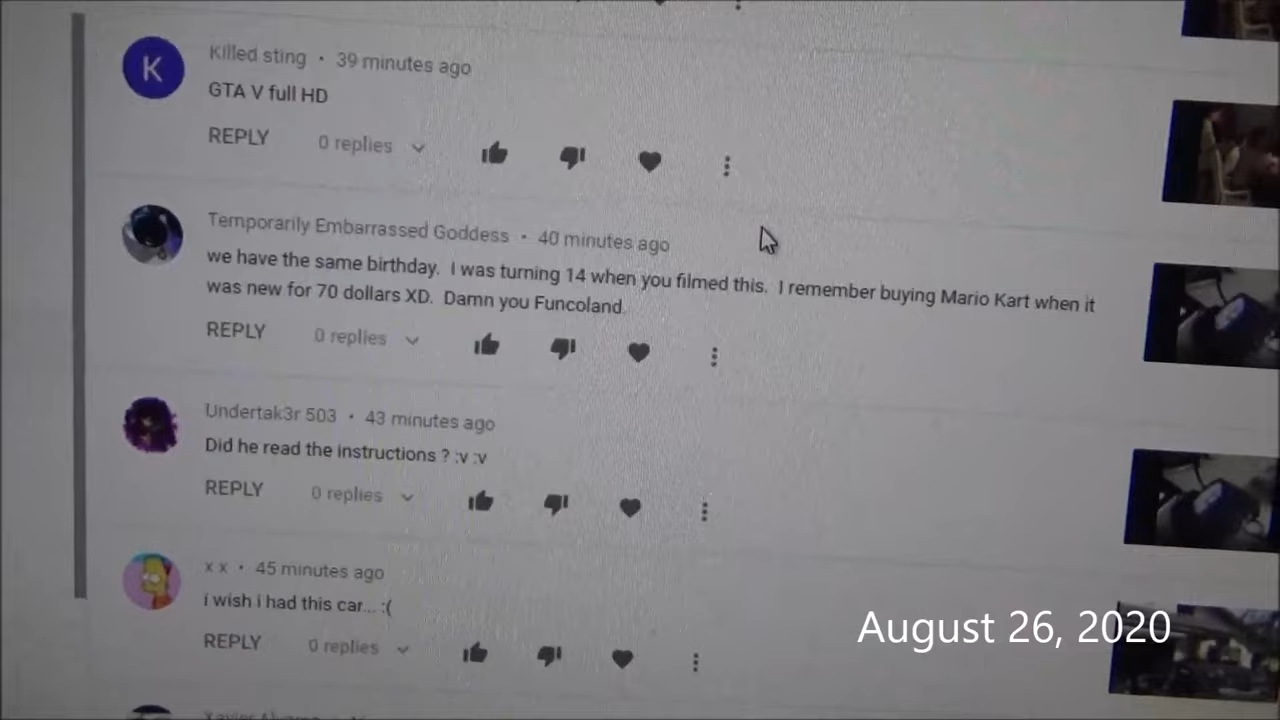 K
Killed sting • 39 minutes ago
GTA V full HD
REPLY 0 replies
Temporarily Embarrassed Goddess • 40 minutes ago
we have the same birthday. I was turning 14 when you filmed this. I remember buying Mario Kart when it
was new for 70 dollars XD. Damn you Funcoland.
REPLY 0 replies
Undertak3r 503 • 43 minutes ago
Did he read the instructions ? :v :v
REPLY 0 replies
x x • 45 minutes ago
i wish i had this car... :(
REPLY 0 replies
August 26, 2020